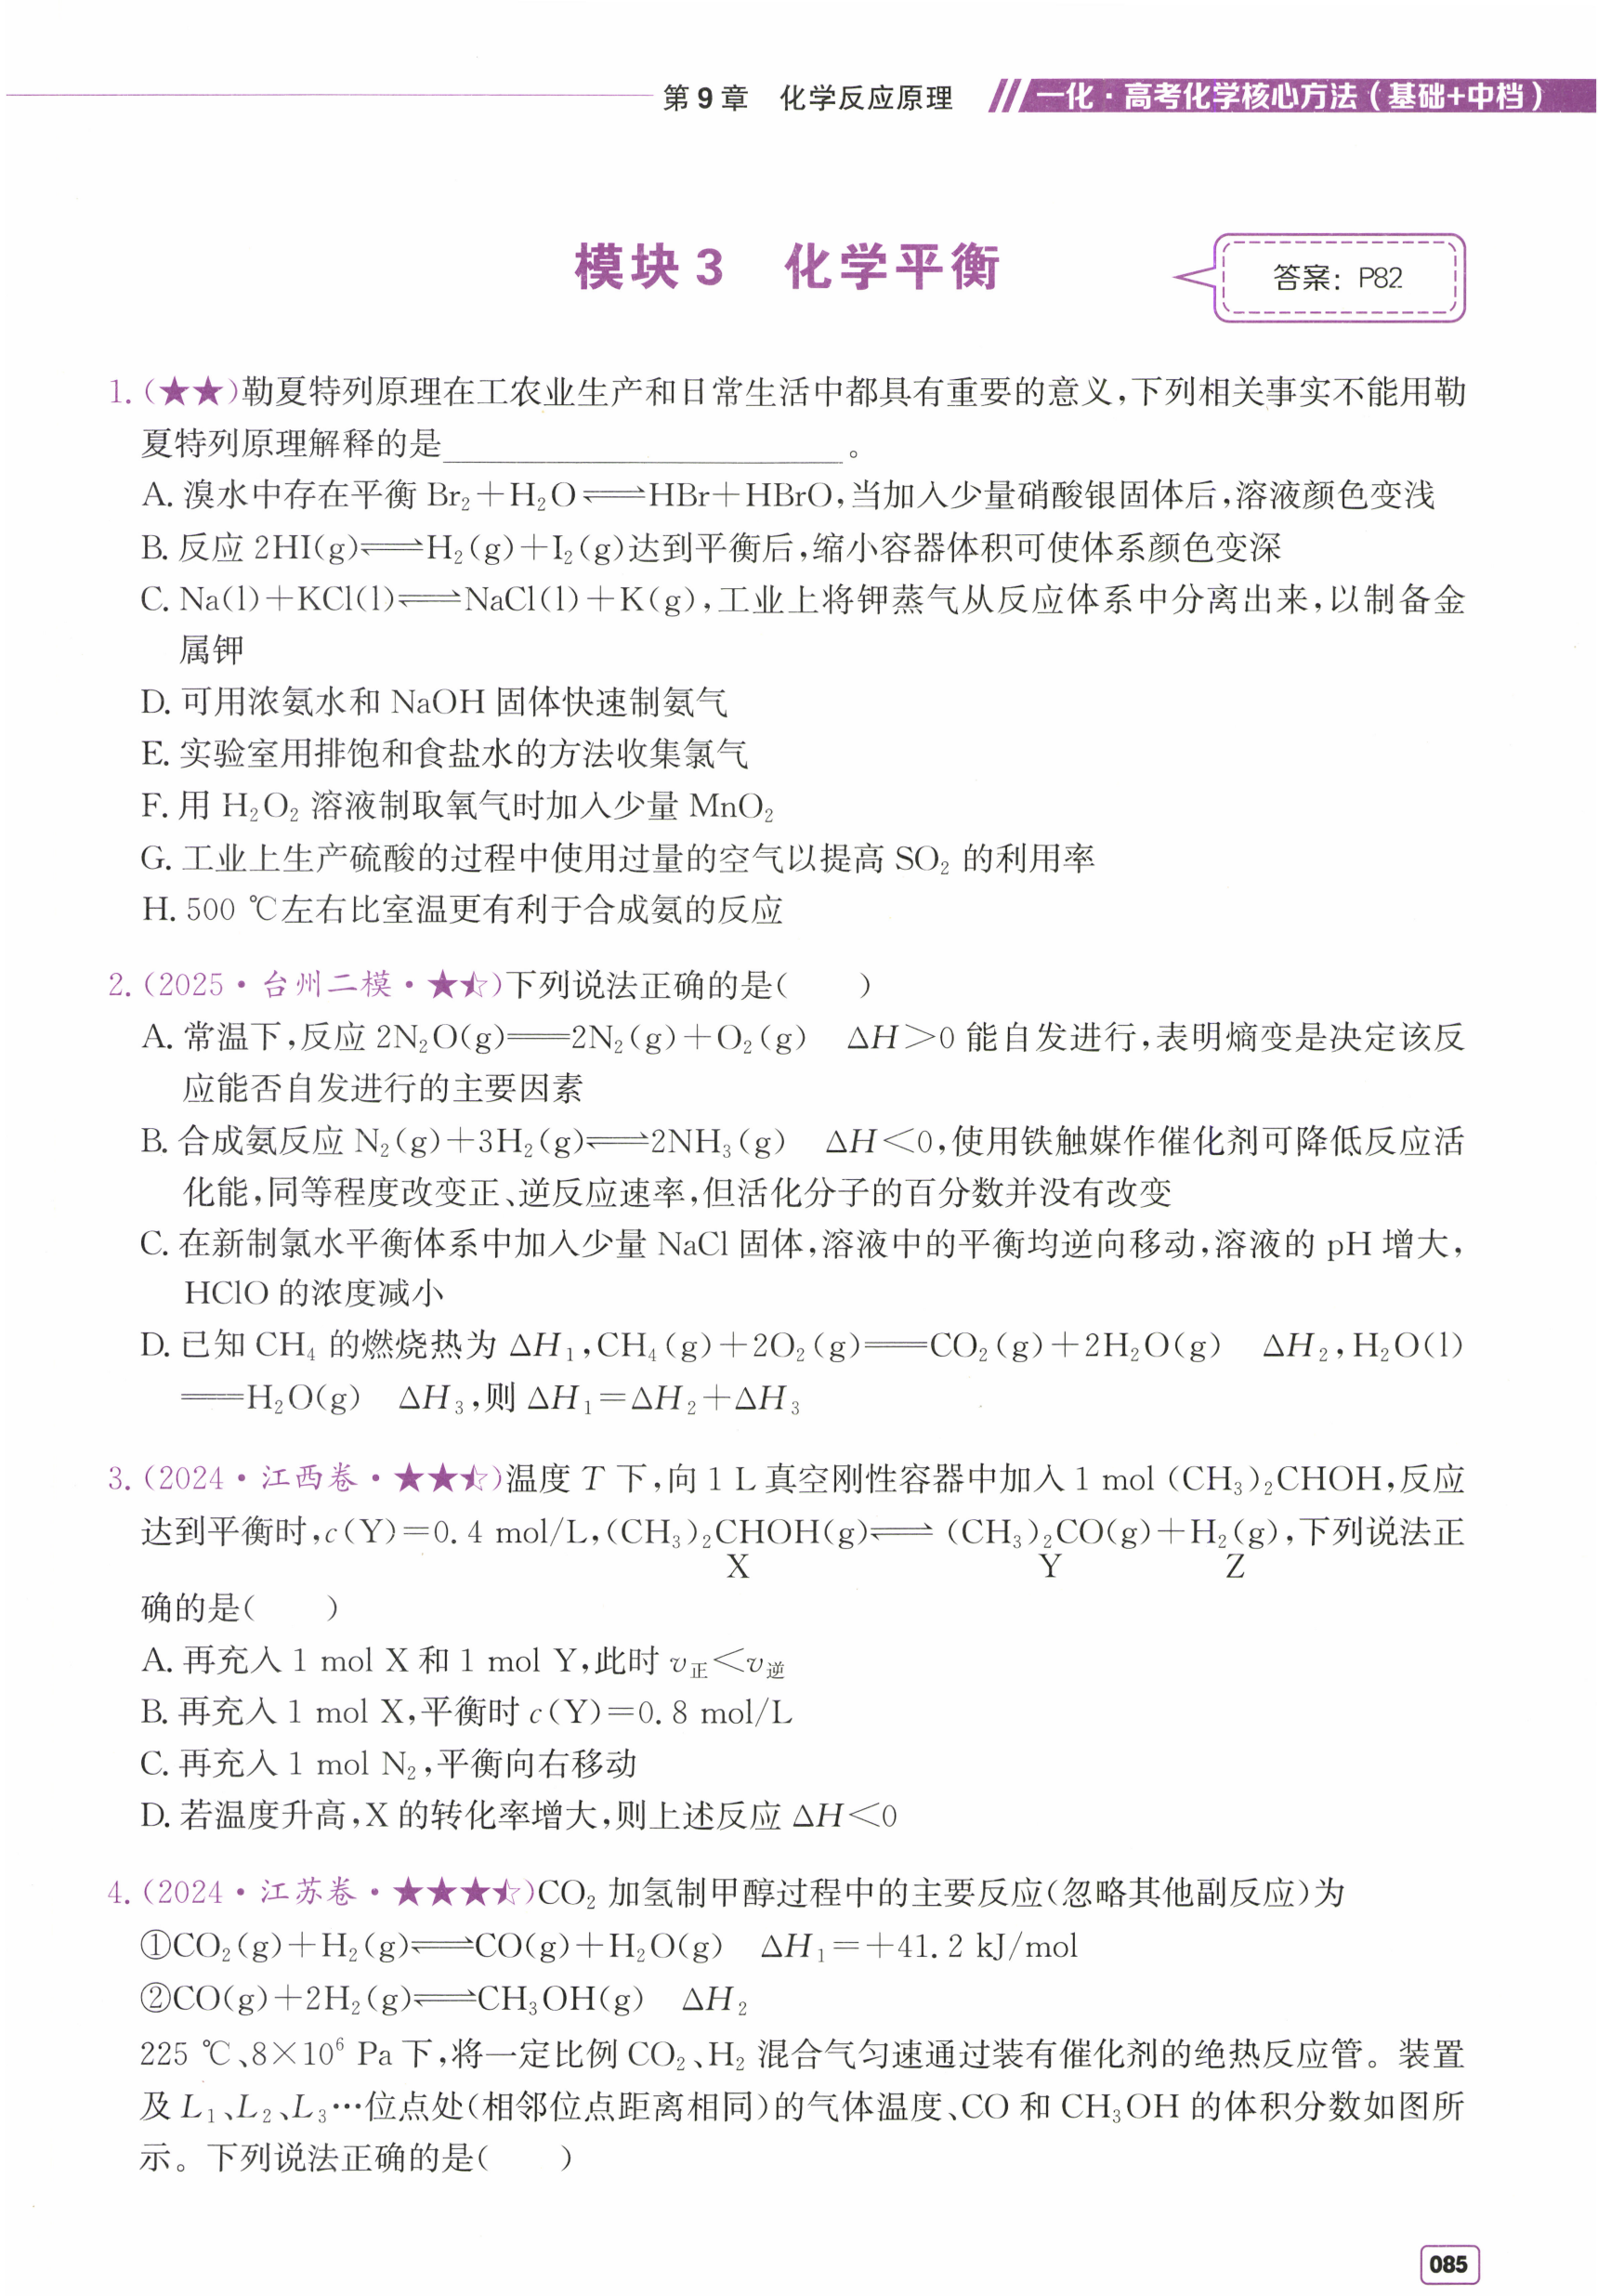 第9章 化学反应原理 一化·高考化学核心方法(基础+中档)
模块3 化学平衡
答案: P82
1.(★★)勒夏特列原理在工农业生产和日常生活中都具有重要的意义,下列相关事实不能用勒
夏特列原理解释的是____________。
A. 溴水中存在平衡 Br₂+H₂O⇌HBr+HBrO,当加入少量硝酸银固体后,溶液颜色变浅
B. 反应 2HI(g)⇌H₂(g)+I₂(g)达到平衡后,缩小容器体积可使体系颜色变深
C. Na(l)+KCl(l)⇌NaCl(l)+K(g),工业上将钾蒸气从反应体系中分离出来,以制备金
属钾
D. 可用浓氨水和 NaOH 固体快速制氨气
E. 实验室用排饱和食盐水的方法收集氯气
F. 用 H₂O₂ 溶液制取氧气时加入少量 MnO₂
G. 工业上生产硫酸的过程中使用过量的空气以提高 SO₂ 的利用率
H. 500 ℃左右比室温更有利于合成氨的反应
2.(2025·台州二模·★⯪)下列说法正确的是(  )
A. 常温下,反应 2N₂O(g)══2N₂(g)+O₂(g) ΔH>0 能自发进行,表明熵变是决定该反
应能否自发进行的主要因素
B. 合成氨反应 N₂(g)+3H₂(g)⇌2NH₃(g) ΔH<0,使用铁触媒作催化剂可降低反应活
化能,同等程度改变正、逆反应速率,但活化分子的百分数并没有改变
C. 在新制氯水平衡体系中加入少量 NaCl 固体,溶液中的平衡均逆向移动,溶液的 pH 增大,
HClO 的浓度减小
D. 已知 CH₄ 的燃烧热为 ΔH₁,CH₄(g)+2O₂(g)══CO₂(g)+2H₂O(g) ΔH₂,H₂O(l)
══H₂O(g) ΔH₃,则 ΔH₁=ΔH₂+ΔH₃
3.(2024·江西卷·★★⯪)温度 T 下,向 1 L 真空刚性容器中加入 1 mol (CH₃)₂CHOH,反应
达到平衡时,c(Y)=0.4 mol/L,(CH₃)₂CHOH(g)⇌ (CH₃)₂CO(g)+H₂(g),下列说法正
X Y Z
确的是(  )
A. 再充入 1 mol X 和 1 mol Y,此时 v正<v逆
B. 再充入 1 mol X,平衡时 c(Y)=0.8 mol/L
C. 再充入 1 mol N₂,平衡向右移动
D. 若温度升高,X 的转化率增大,则上述反应 ΔH<0
4.(2024·江苏卷·★★★⯪)CO₂ 加氢制甲醇过程中的主要反应(忽略其他副反应)为
①CO₂(g)+H₂(g)⇌CO(g)+H₂O(g) ΔH₁=+41.2 kJ/mol
②CO(g)+2H₂(g)⇌CH₃OH(g) ΔH₂
225 ℃、8×10⁶ Pa 下,将一定比例 CO₂、H₂ 混合气匀速通过装有催化剂的绝热反应管。装置
及 L₁、L₂、L₃…位点处(相邻位点距离相同)的气体温度、CO 和 CH₃OH 的体积分数如图所
示。下列说法正确的是(  )
085